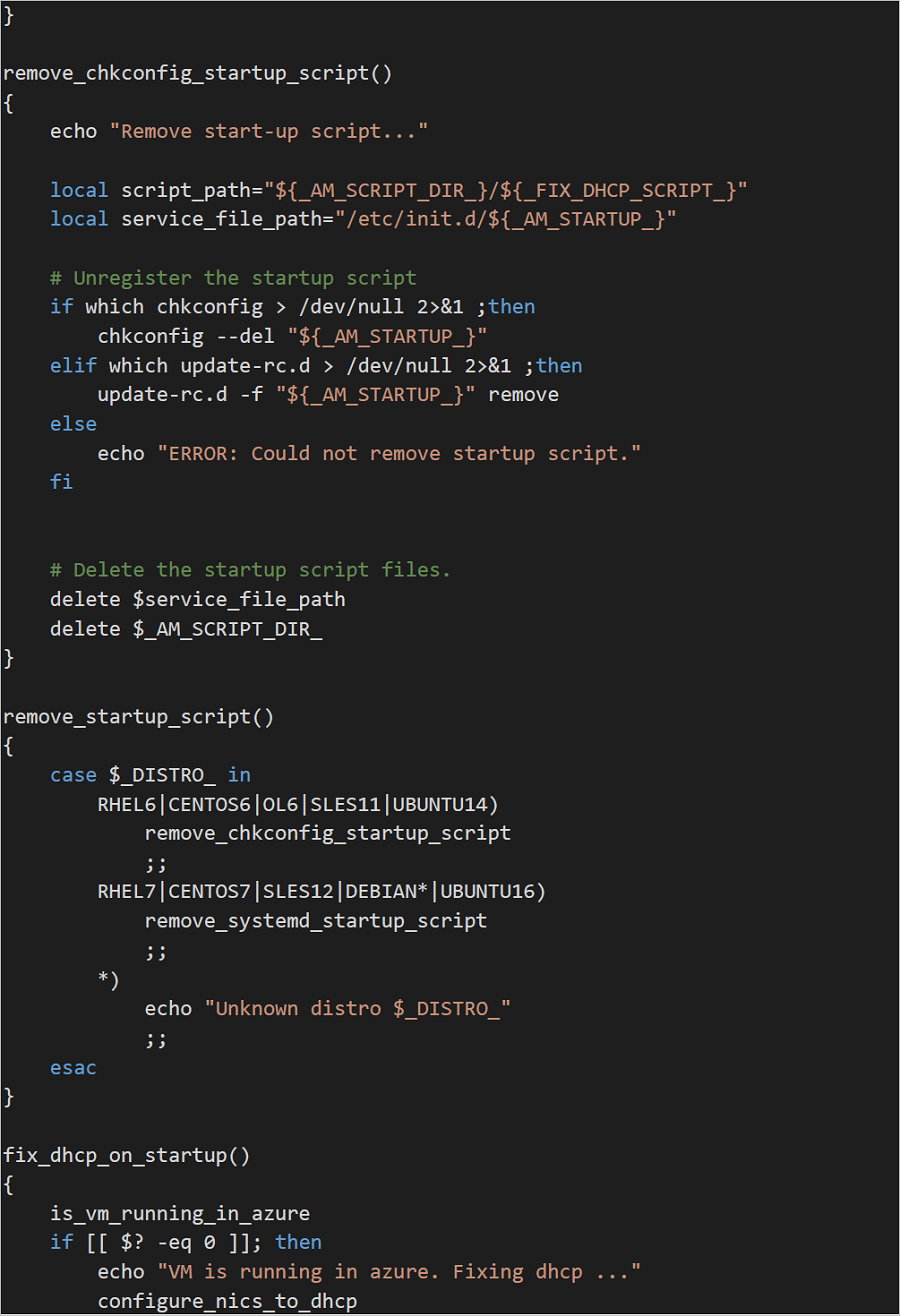 }
remove_chkconfig_startup_script()
{
    echo "Remove start-up script..."
    local script_path="${_AM_SCRIPT_DIR_}/${_FIX_DHCP_SCRIPT_}"
    local service_file_path="/etc/init.d/${_AM_STARTUP_}"
    # Unregister the startup script
    if which chkconfig > /dev/null 2>&1 ;then
        chkconfig --del "${_AM_STARTUP_}"
    elif which update-rc.d > /dev/null 2>&1 ;then
        update-rc.d -f "${_AM_STARTUP_}" remove
    else
        echo "ERROR: Could not remove startup script."
    fi
    # Delete the startup script files.
    delete $service_file_path
    delete $_AM_SCRIPT_DIR_
}
remove_startup_script()
{
    case $_DISTRO_ in
        RHEL6|CENTOS6|OL6|SLES11|UBUNTU14)
            remove_chkconfig_startup_script
            ;;
        RHEL7|CENTOS7|SLES12|DEBIAN*|UBUNTU16)
            remove_systemd_startup_script
            ;;
        *)
            echo "Unknown distro $_DISTRO_"
            ;;
    esac
}
fix_dhcp_on_startup()
{
    is_vm_running_in_azure
    if [[ $? -eq 0 ]]; then
        echo "VM is running in azure. Fixing dhcp ..."
        configure_nics_to_dhcp